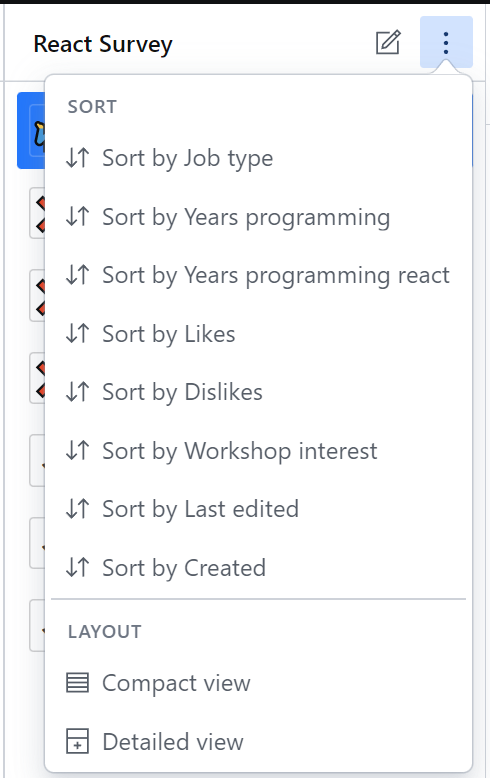 React Survey
SORT
Sort by Job type
Sort by Years programming
Sort by Years programming react
Sort by Likes
Sort by Dislikes
Sort by Workshop interest
Sort by Last edited
Sort by Created
LAYOUT
Compact view
Detailed view